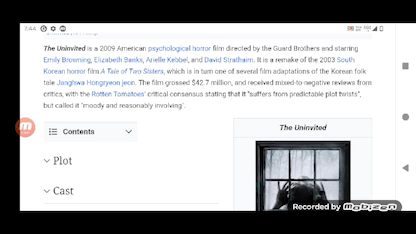 7:44
The Uninvited is a 2009 American psychological horror film directed by the Guard Brothers and starring
Emily Browning, Elizabeth Banks, Arielle Kebbel, and David Strathairn. It is a remake of the 2003 South
Korean horror film A Tale of Two Sisters, which is in turn one of several film adaptations of the Korean folk
tale Janghwa Hongryeon jeon. The film grossed $42.7 million, and received mixed-to-negative reviews from
critics, with the Rotten Tomatoes' critical consensus stating that it "suffers from predictable plot twists",
but called it "moody and reasonably involving".
Contents
The Uninvited
Plot
Cast
Recorded by mobizen